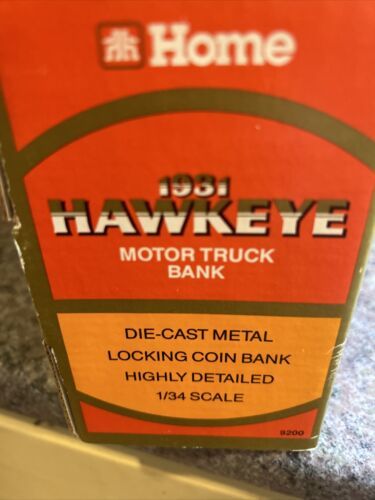 Home
1931
HAWKEYE
MOTOR TRUCK
BANK
DIE-CAST METAL
LOCKING COIN BANK
HIGHLY DETAILED
1/34 SCALE
9200